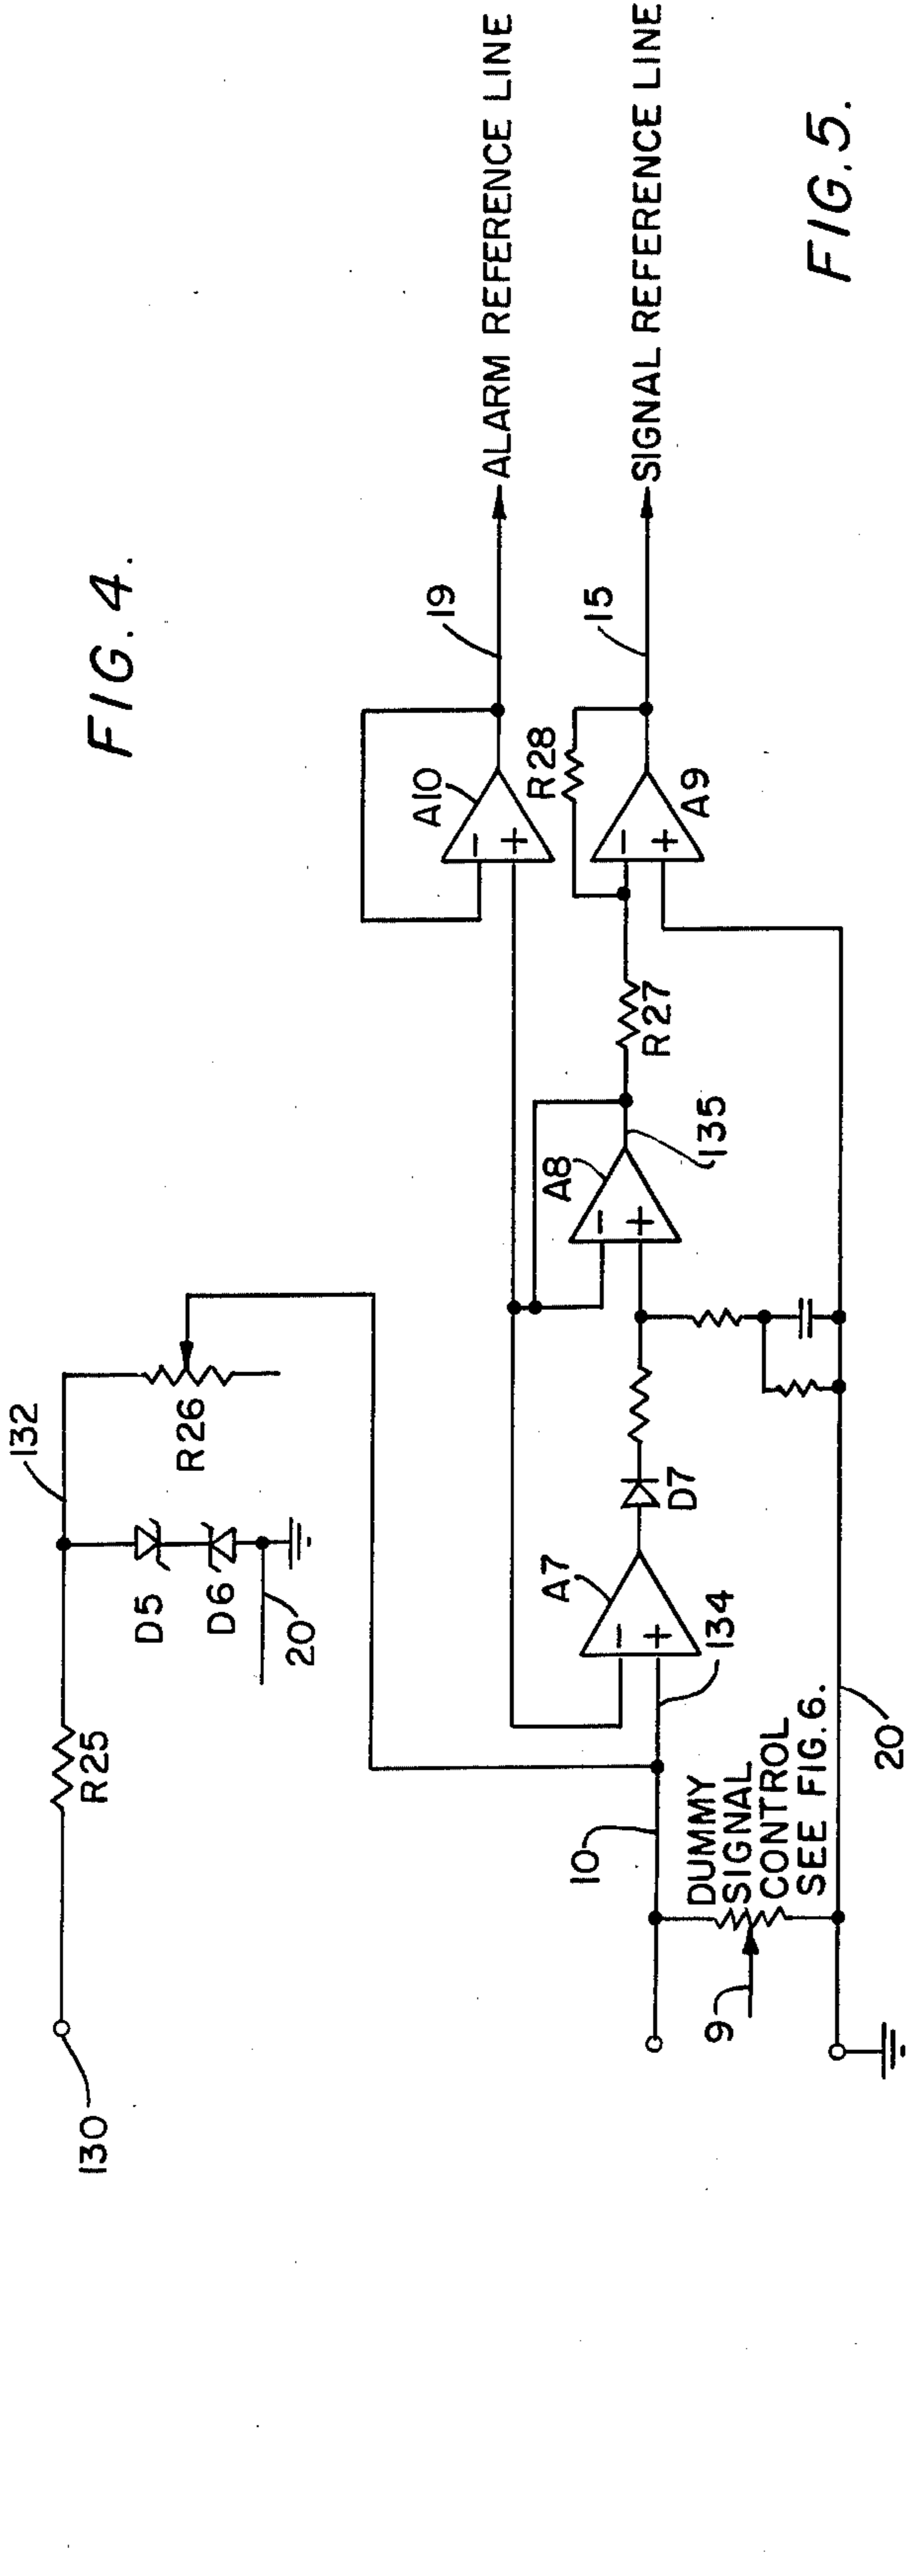 FIG. 4.
130
R25
132
D5
D6
20
R26
10
9
DUMMY
SIGNAL
CONTROL
SEE FIG. 6.
134
A7
−
+
D7
20
A8
−
+
135
R27
A10
−
+
19
ALARM REFERENCE LINE
R28
A9
−
+
15
SIGNAL REFERENCE LINE
FIG. 5.